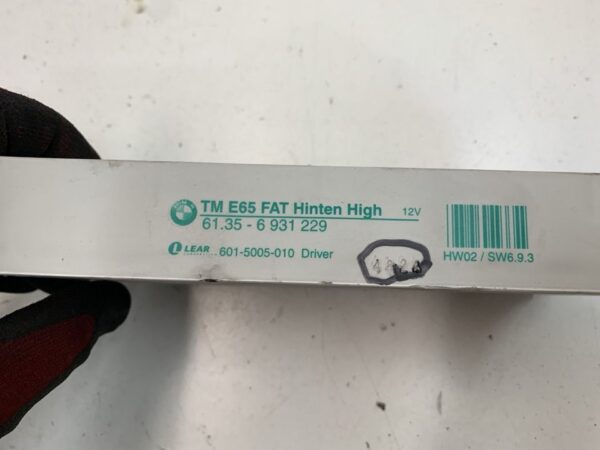 TM E65 FAT Hinten High 12V
61.35 - 6 931 229
LEAR 601-5005-010 Driver
HW02 / SW6.9.3